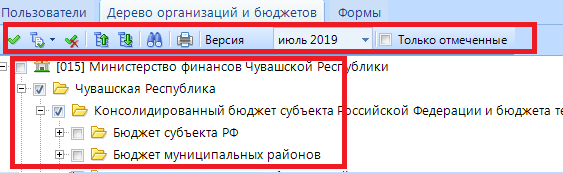 Пользователи Дерево организаций и бюджетов Формы
Версия июль 2019 Только отмеченные
[015] Министерство финансов Чувашской Республики
Чувашская Республика
Консолидированный бюджет субъекта Российской Федерации и бюджета те
Бюджет субъекта РФ
Бюджет муниципальных районов